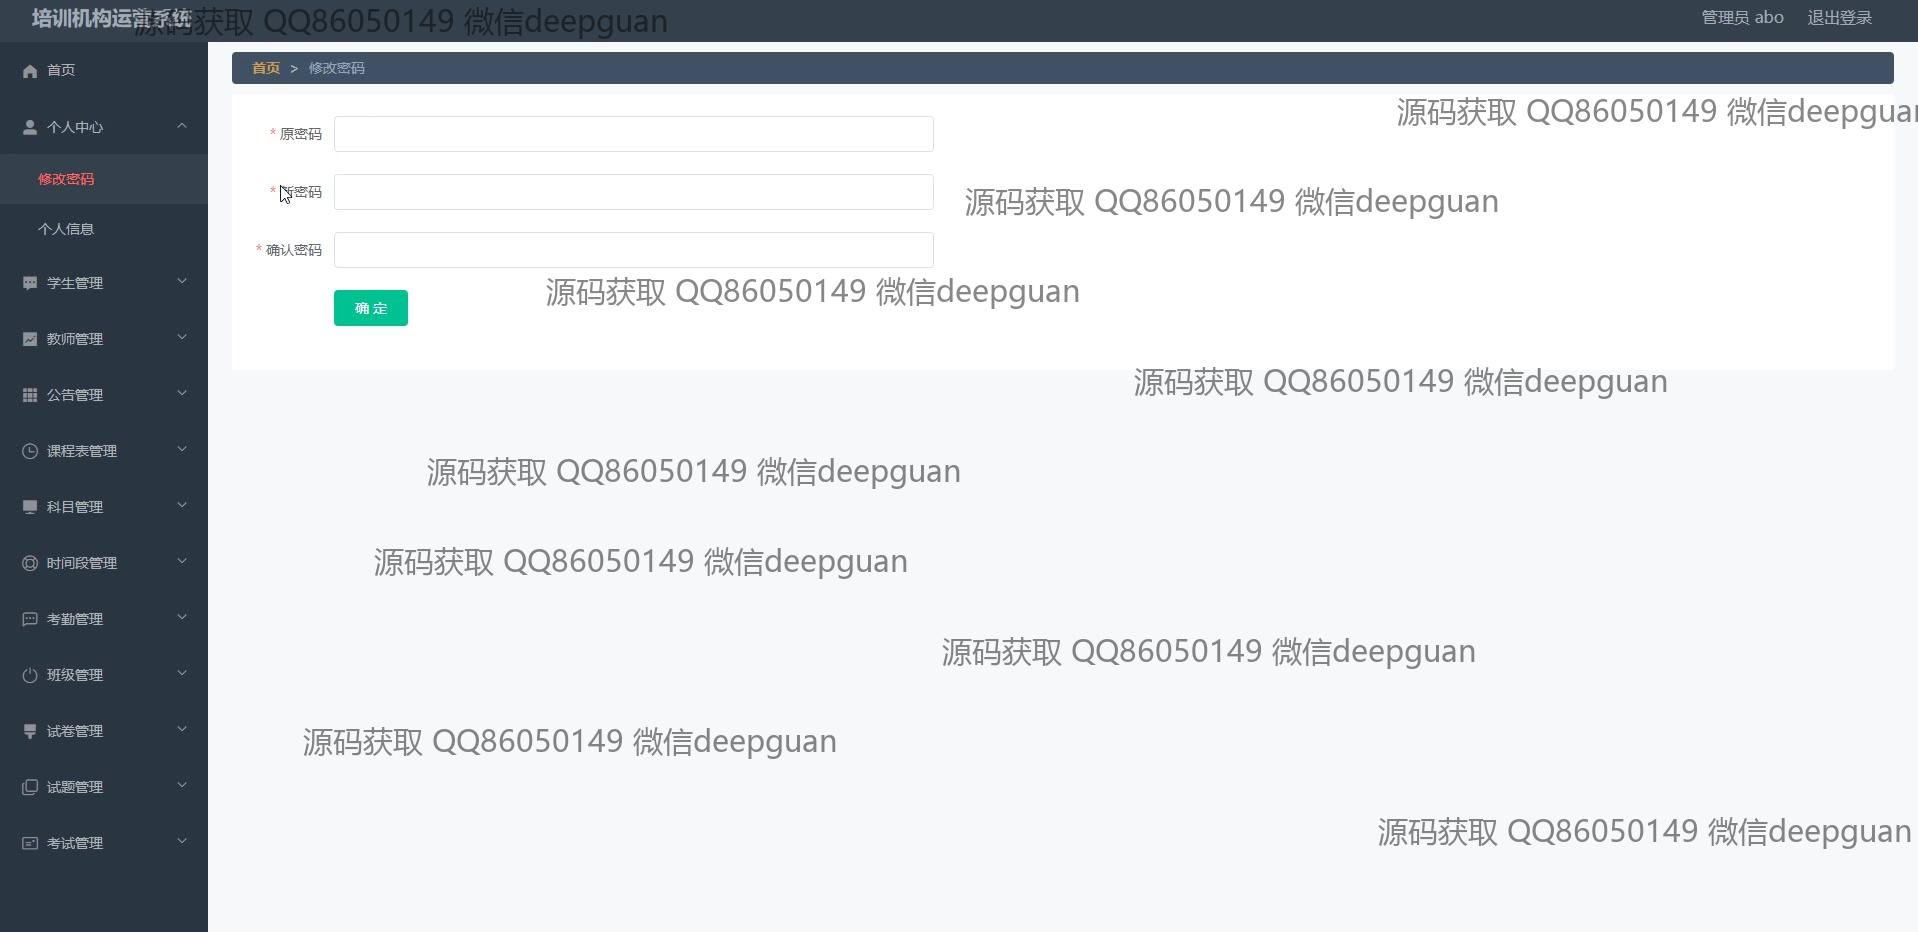 培训机构运营系统
源码获取 QQ86050149 微信deepguan
管理员 abo
退出登录
首页
个人中心
修改密码
个人信息
学生管理
教师管理
公告管理
课程表管理
科目管理
时间段管理
考勤管理
班级管理
试卷管理
试题管理
考试管理
首页 > 修改密码
* 原密码
* 新密码
* 确认密码
确 定
源码获取 QQ86050149 微信deepguan
源码获取 QQ86050149 微信deepguan
源码获取 QQ86050149 微信deepguan
源码获取 QQ86050149 微信deepguan
源码获取 QQ86050149 微信deepguan
源码获取 QQ86050149 微信deepguan
源码获取 QQ86050149 微信deepguan
源码获取 QQ86050149 微信deepguan
源码获取 QQ86050149 微信deepguan